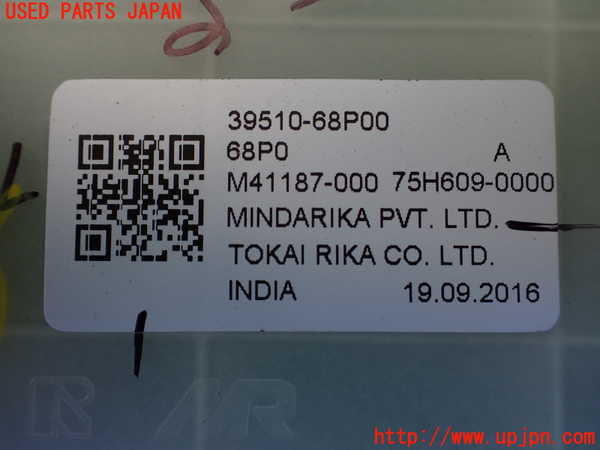 USED PARTS JAPAN
39510-68P00
68P0 A
M41187-000 75H609-0000
MINDARIKA PVT. LTD.
TOKAI RIKA CO. LTD.
INDIA 19.09.2016
UPJ
http://www.upjpn.com/